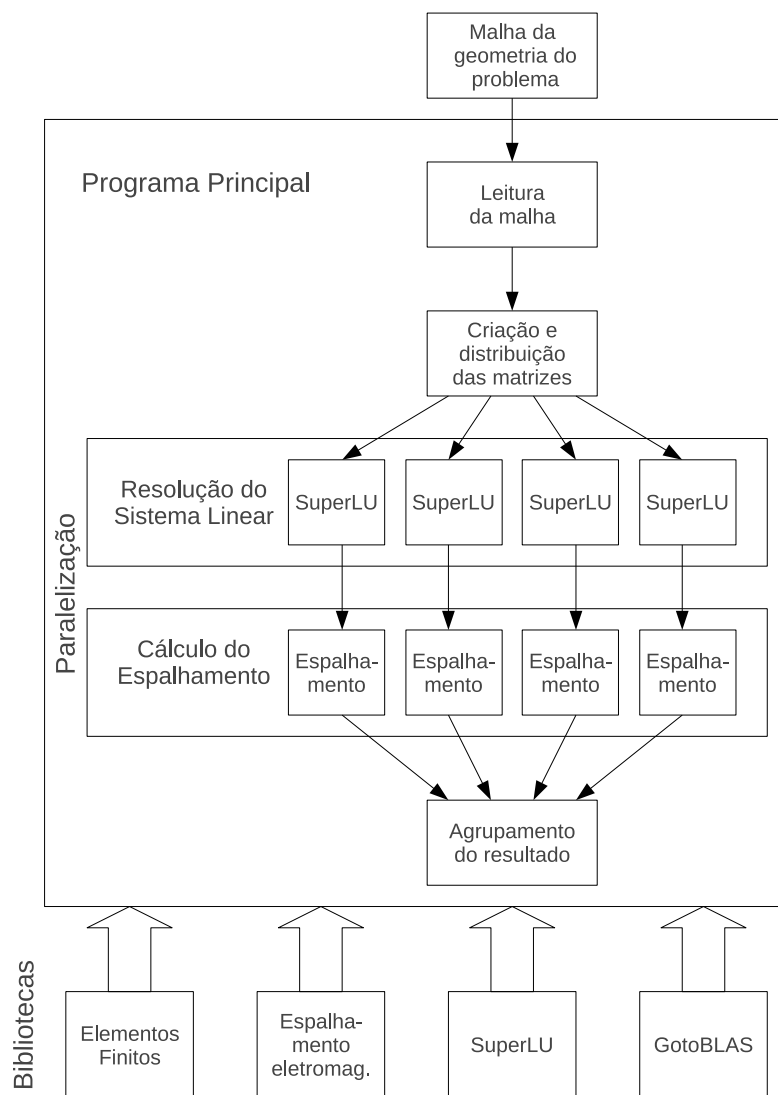 Malha da
geometria do
problema
Programa Principal
Leitura
da malha
Criação e
distribuição
das matrizes
Paralelização
Resolução do
Sistema Linear
SuperLU
SuperLU
SuperLU
SuperLU
Cálculo do
Espalhamento
Espalha-
mento
Espalha-
mento
Espalha-
mento
Espalha-
mento
Agrupamento
do resultado
Bibliotecas
Elementos
Finitos
Espalha-
mento
eletromag.
SuperLU
GotoBLAS